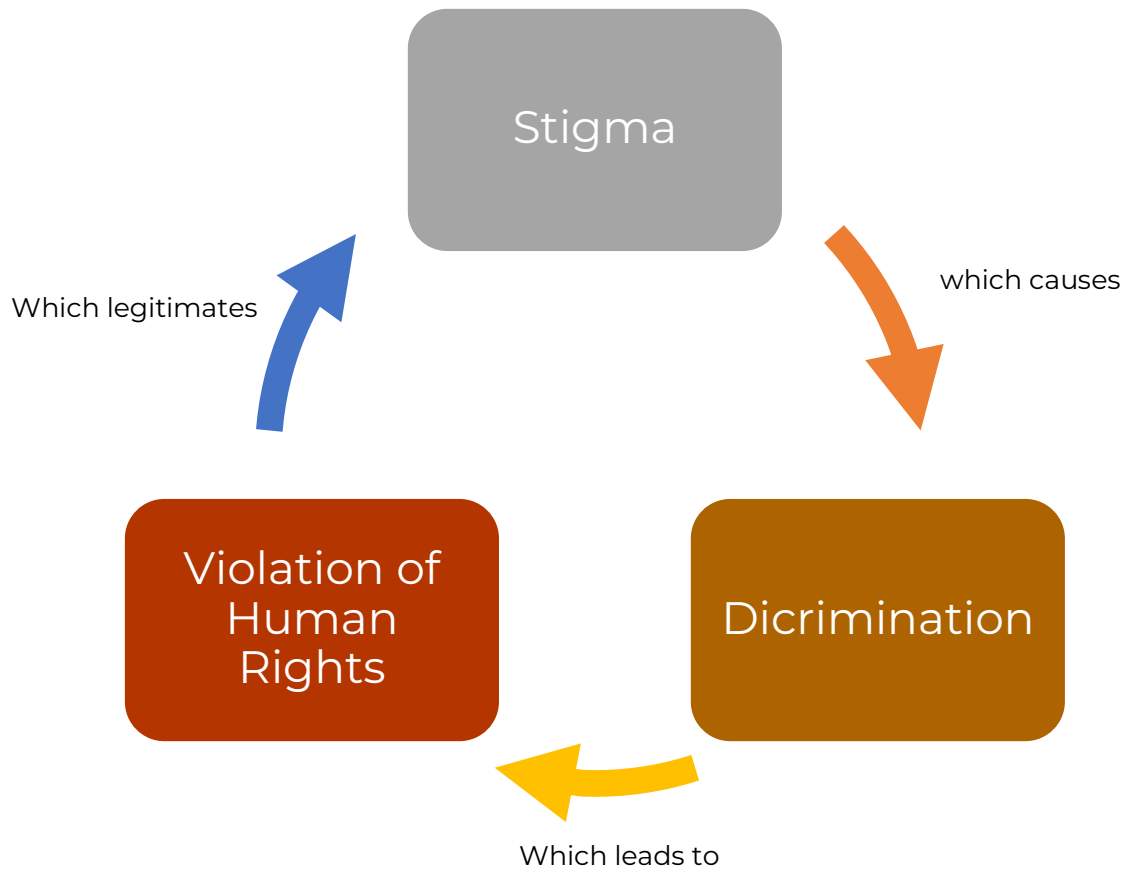 Stigma
which causes
Dicrimination
Which leads to
Violation of
Human
Rights
Which legitimates